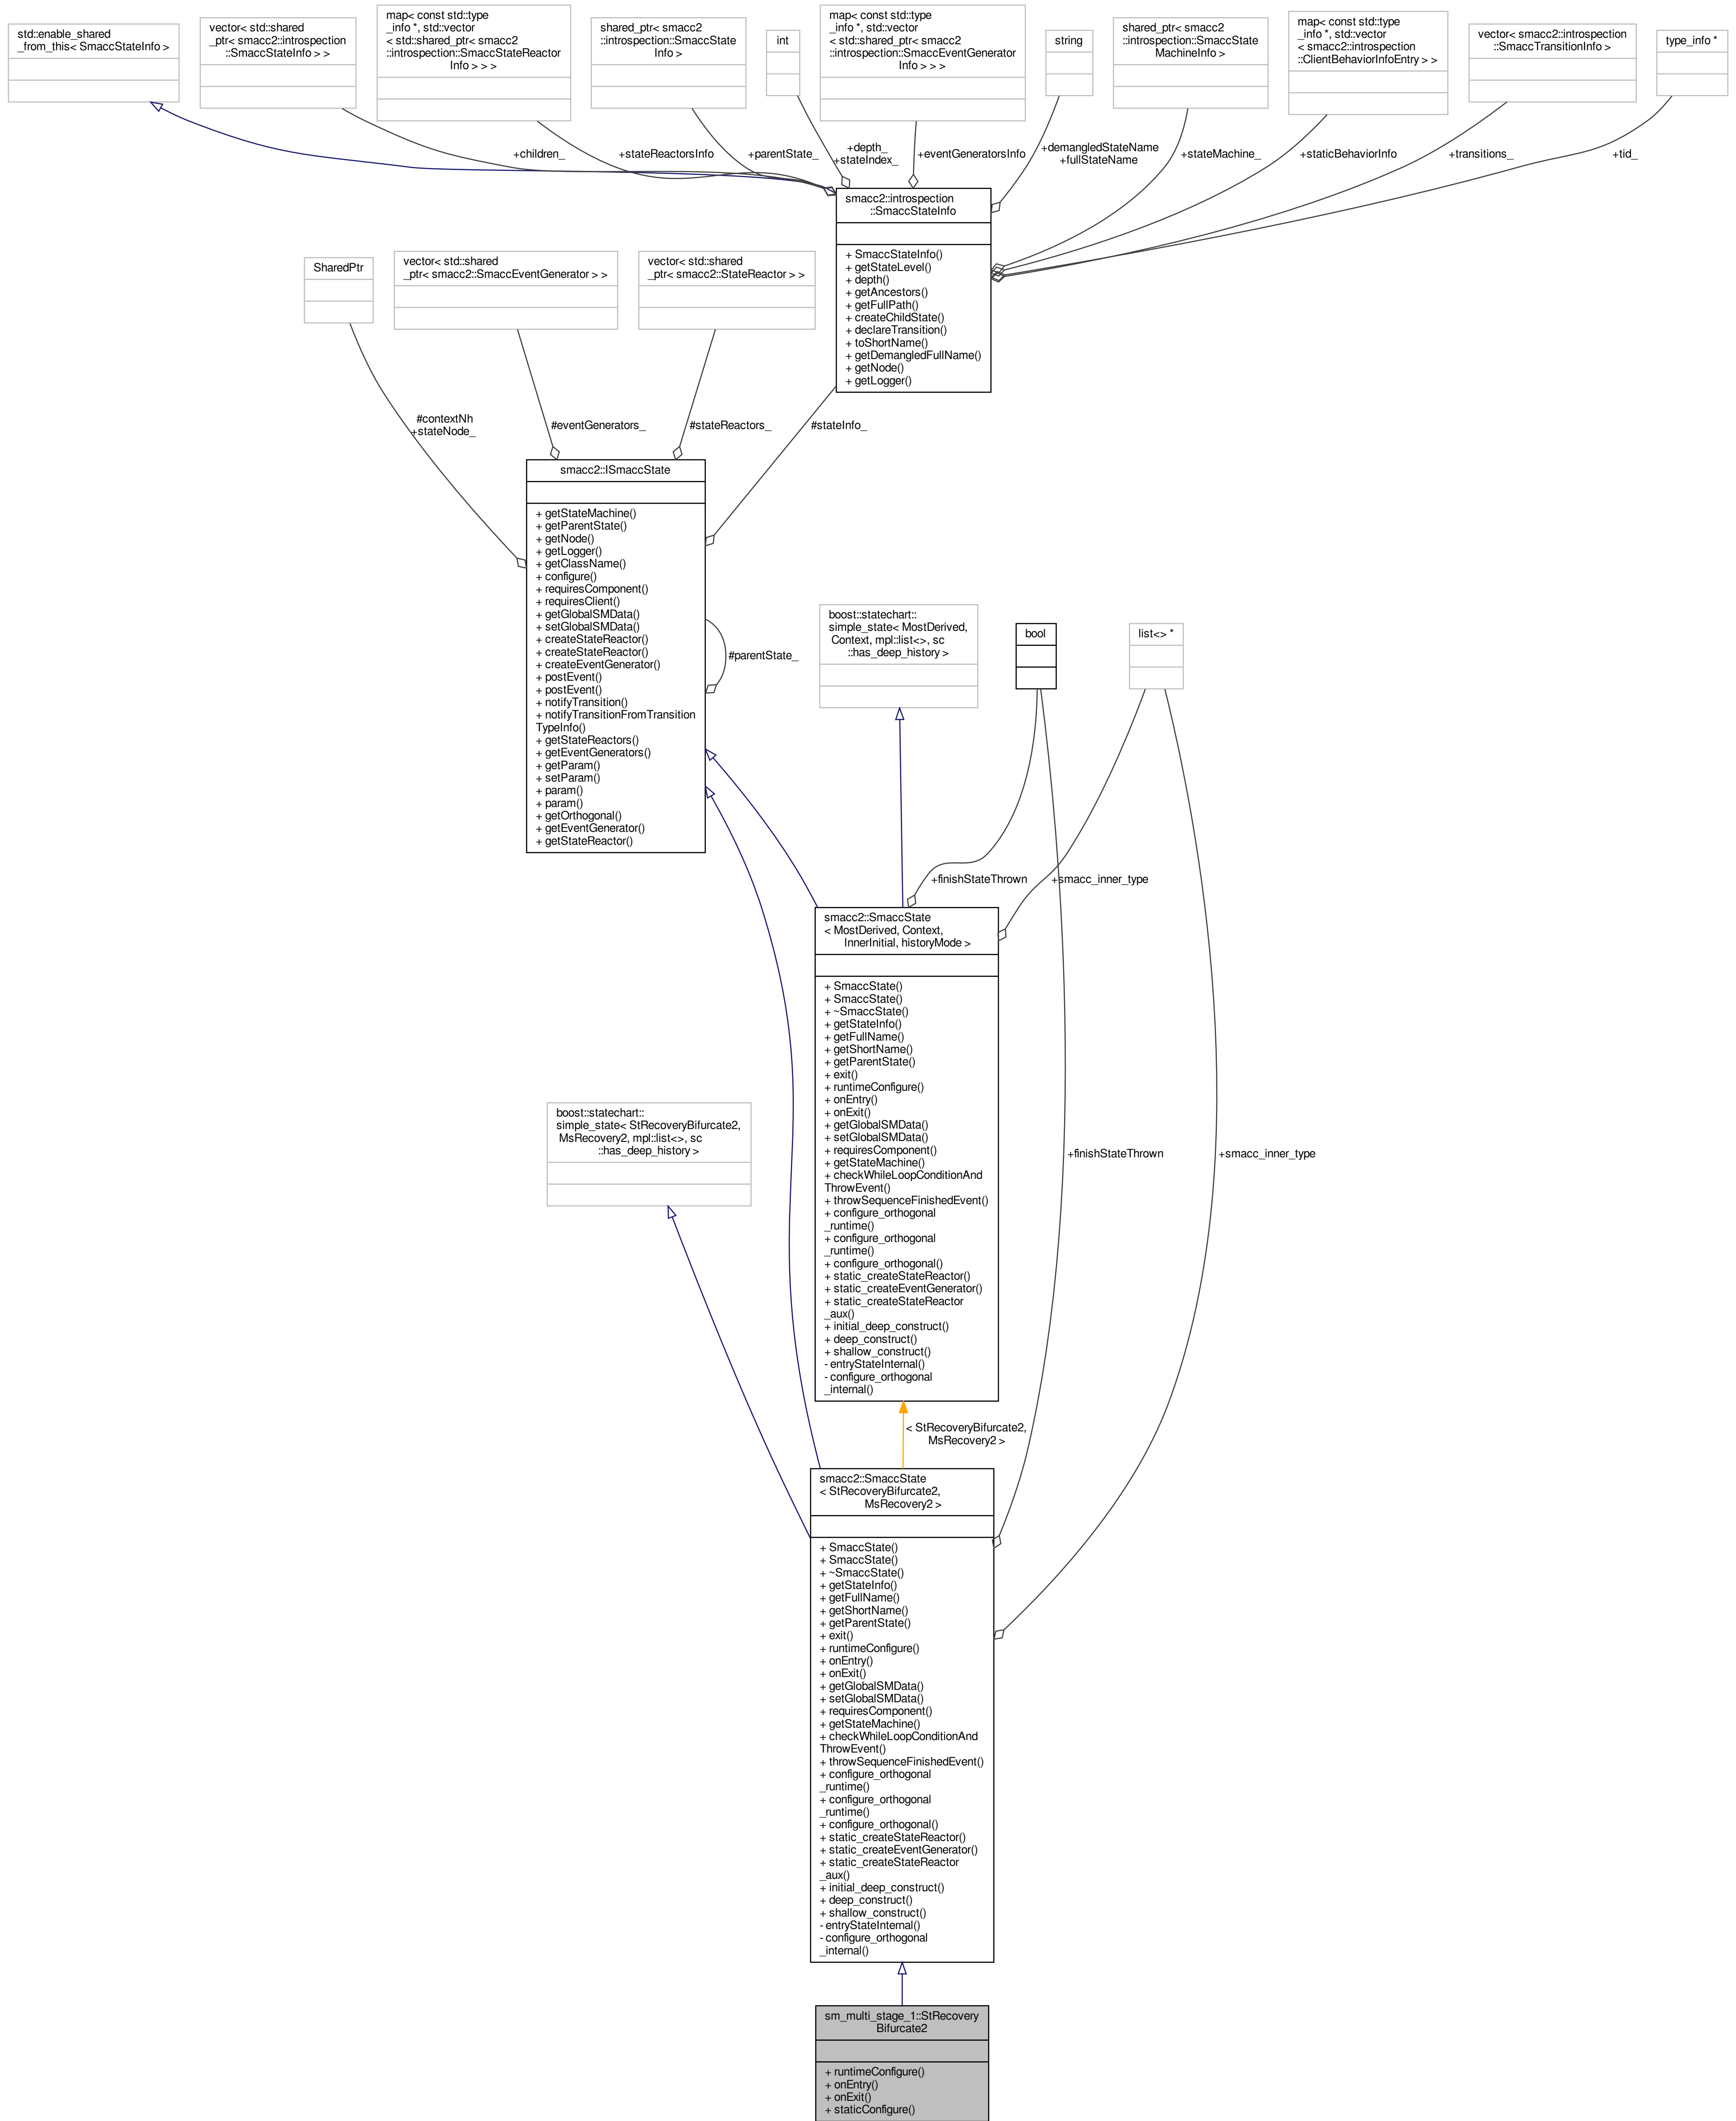 std::enable_shared
_from_this< SmaccStateInfo >
vector< std::shared
_ptr< smacc2::introspection
::SmaccStateInfo > >
map< const std::type
_info *, std::vector
< std::shared_ptr< smacc2
::introspection::SmaccStateReactor
Info > > >
shared_ptr< smacc2
::introspection::SmaccState
Info >
int
map< const std::type
_info *, std::vector
< std::shared_ptr< smacc2
::introspection::SmaccEventGenerator
Info > > >
string
shared_ptr< smacc2
::introspection::SmaccState
MachineInfo >
map< const std::type
_info *, std::vector
< smacc2::introspection
::ClientBehaviorInfoEntry > >
vector< smacc2::introspection
::SmaccTransitionInfo >
type_info *
+children_
+stateReactorsInfo
+parentState_
+depth_
+stateIndex_
+eventGeneratorsInfo
+demangledStateName
+fullStateName
+stateMachine_
+staticBehaviorInfo
+transitions_
+tid_
smacc2::introspection
::SmaccStateInfo
+ SmaccStateInfo()
+ getStateLevel()
+ depth()
+ getAncestors()
+ getFullPath()
+ createChildState()
+ declareTransition()
+ toShortName()
+ getDemangledFullName()
+ getNode()
+ getLogger()
SharedPtr
vector< std::shared
_ptr< smacc2::SmaccEventGenerator > >
vector< std::shared
_ptr< smacc2::StateReactor > >
#contextNh
+stateNode_
#eventGenerators_
#stateReactors_
#stateInfo_
smacc2::ISmaccState
+ getStateMachine()
+ getParentState()
+ getNode()
+ getLogger()
+ getClassName()
+ configure()
+ requiresComponent()
+ requiresClient()
+ getGlobalSMData()
+ setGlobalSMData()
+ createStateReactor()
+ createStateReactor()
+ createEventGenerator()
+ postEvent()
+ postEvent()
+ notifyTransition()
+ notifyTransitionFromTransition
TypeInfo()
+ getStateReactors()
+ getEventGenerators()
+ getParam()
+ setParam()
+ param()
+ param()
+ getOrthogonal()
+ getEventGenerator()
+ getStateReactor()
#parentState_
boost::statechart::
simple_state< MostDerived,
Context, mpl::list<>, sc
::has_deep_history >
bool
list<> *
+finishStateThrown
+smacc_inner_type
smacc2::SmaccState
< MostDerived, Context,
InnerInitial, historyMode >
+ SmaccState()
+ SmaccState()
+ ~SmaccState()
+ getStateInfo()
+ getFullName()
+ getShortName()
+ getParentState()
+ exit()
+ runtimeConfigure()
+ onEntry()
+ onExit()
+ getGlobalSMData()
+ setGlobalSMData()
+ requiresComponent()
+ getStateMachine()
+ checkWhileLoopConditionAnd
ThrowEvent()
+ throwSequenceFinishedEvent()
+ configure_orthogonal
_runtime()
+ configure_orthogonal
_runtime()
+ configure_orthogonal()
+ static_createStateReactor()
+ static_createEventGenerator()
+ static_createStateReactor
_aux()
+ initial_deep_construct()
+ deep_construct()
+ shallow_construct()
- entryStateInternal()
- configure_orthogonal
_internal()
boost::statechart::
simple_state< StRecoveryBifurcate2,
MsRecovery2, mpl::list<>, sc
::has_deep_history >
+finishStateThrown
+smacc_inner_type
< StRecoveryBifurcate2,
MsRecovery2 >
smacc2::SmaccState
< StRecoveryBifurcate2,
MsRecovery2 >
+ SmaccState()
+ SmaccState()
+ ~SmaccState()
+ getStateInfo()
+ getFullName()
+ getShortName()
+ getParentState()
+ exit()
+ runtimeConfigure()
+ onEntry()
+ onExit()
+ getGlobalSMData()
+ setGlobalSMData()
+ requiresComponent()
+ getStateMachine()
+ checkWhileLoopConditionAnd
ThrowEvent()
+ throwSequenceFinishedEvent()
+ configure_orthogonal
_runtime()
+ configure_orthogonal
_runtime()
+ configure_orthogonal()
+ static_createStateReactor()
+ static_createEventGenerator()
+ static_createStateReactor
_aux()
+ initial_deep_construct()
+ deep_construct()
+ shallow_construct()
- entryStateInternal()
- configure_orthogonal
_internal()
sm_multi_stage_1::StRecovery
Bifurcate2
+ runtimeConfigure()
+ onEntry()
+ onExit()
+ staticConfigure()